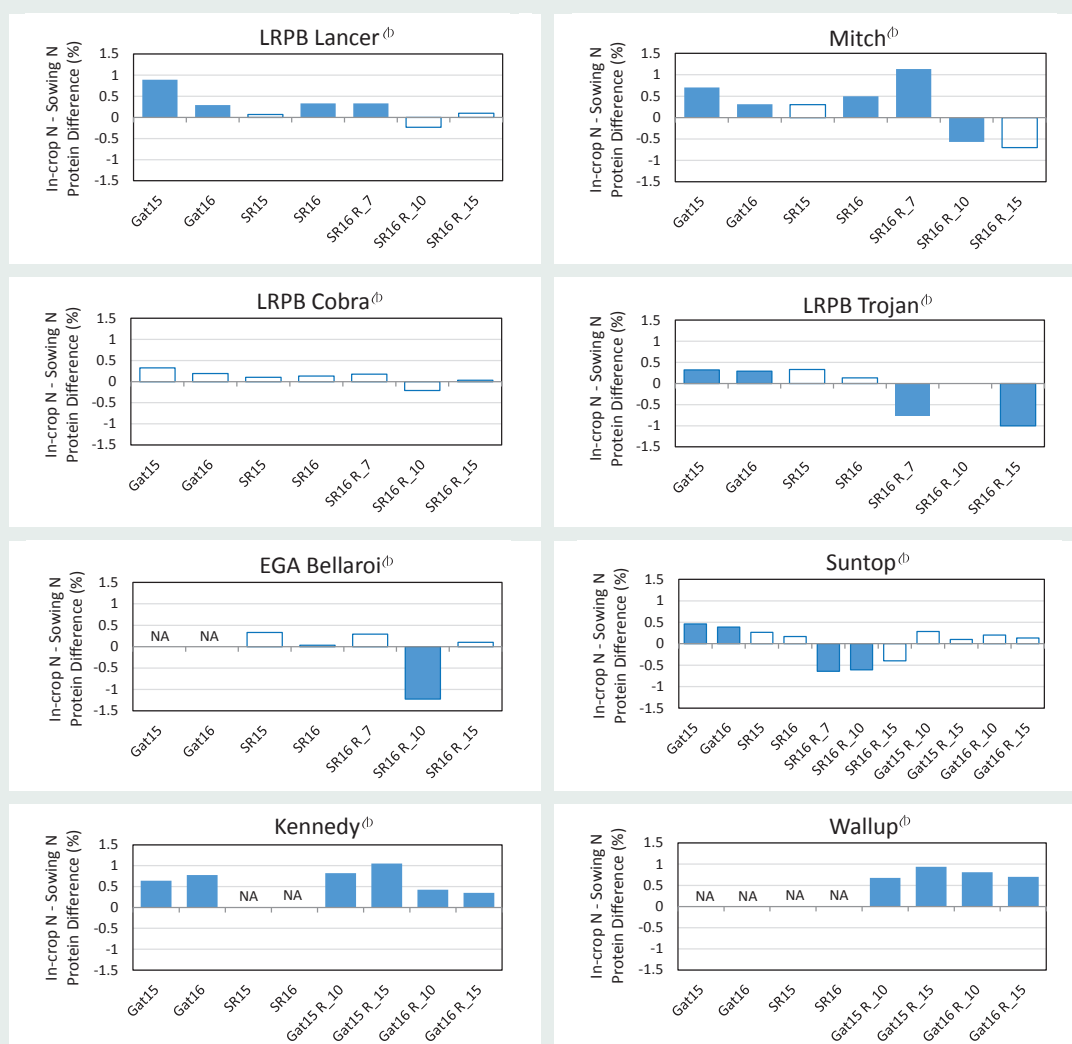 LRPB Lancer
In-crop N - Sowing N
Protein Difference (%)
1.5
1
0.5
0
-0.5
-1
-1.5
Gat15
Gat16
SR15
SR16
SR16 R_7
SR16 R_10
SR16 R_15
Mitch
In-crop N - Sowing N
Protein Difference (%)
1.5
1
0.5
0
-0.5
-1
-1.5
Gat15
Gat16
SR15
SR16
SR16 R_7
SR16 R_10
SR16 R_15
LRPB Cobra
In-crop N - Sowing N
Protein Difference (%)
1.5
1
0.5
0
-0.5
-1
-1.5
Gat15
Gat16
SR15
SR16
SR16 R_7
SR16 R_10
SR16 R_15
LRPB Trojan
In-crop N - Sowing N
Protein Difference (%)
1.5
1
0.5
0
-0.5
-1
-1.5
Gat15
Gat16
SR15
SR16
SR16 R_7
SR16 R_10
SR16 R_15
EGA Bellaroi
In-crop N - Sowing N
Protein Difference (%)
1.5
1
0.5
0
-0.5
-1
-1.5
NA NA
Gat15
Gat16
SR15
SR16
SR16 R_7
SR16 R_10
SR16 R_15
Suntop
In-crop N - Sowing N
Protein Difference (%)
1.5
1
0.5
0
-0.5
-1
-1.5
Gat15
Gat16
SR15
SR16
SR16 R_7
SR16 R_10
SR16 R_15
Gat15 R_10
Gat15 R_15
Gat16 R_10
Gat16 R_15
Kennedy
In-crop N - Sowing N
Protein Difference (%)
1.5
1
0.5
0
-0.5
-1
-1.5
NA NA
Gat15
Gat16
SR15
SR16
Gat15 R_10
Gat15 R_15
Gat16 R_10
Gat16 R_15
Wallup
In-crop N - Sowing N
Protein Difference (%)
1.5
1
0.5
0
-0.5
-1
-1.5
NA NA NA NA
Gat15
Gat16
SR15
SR16
Gat15 R_10
Gat15 R_15
Gat16 R_10
Gat16 R_15